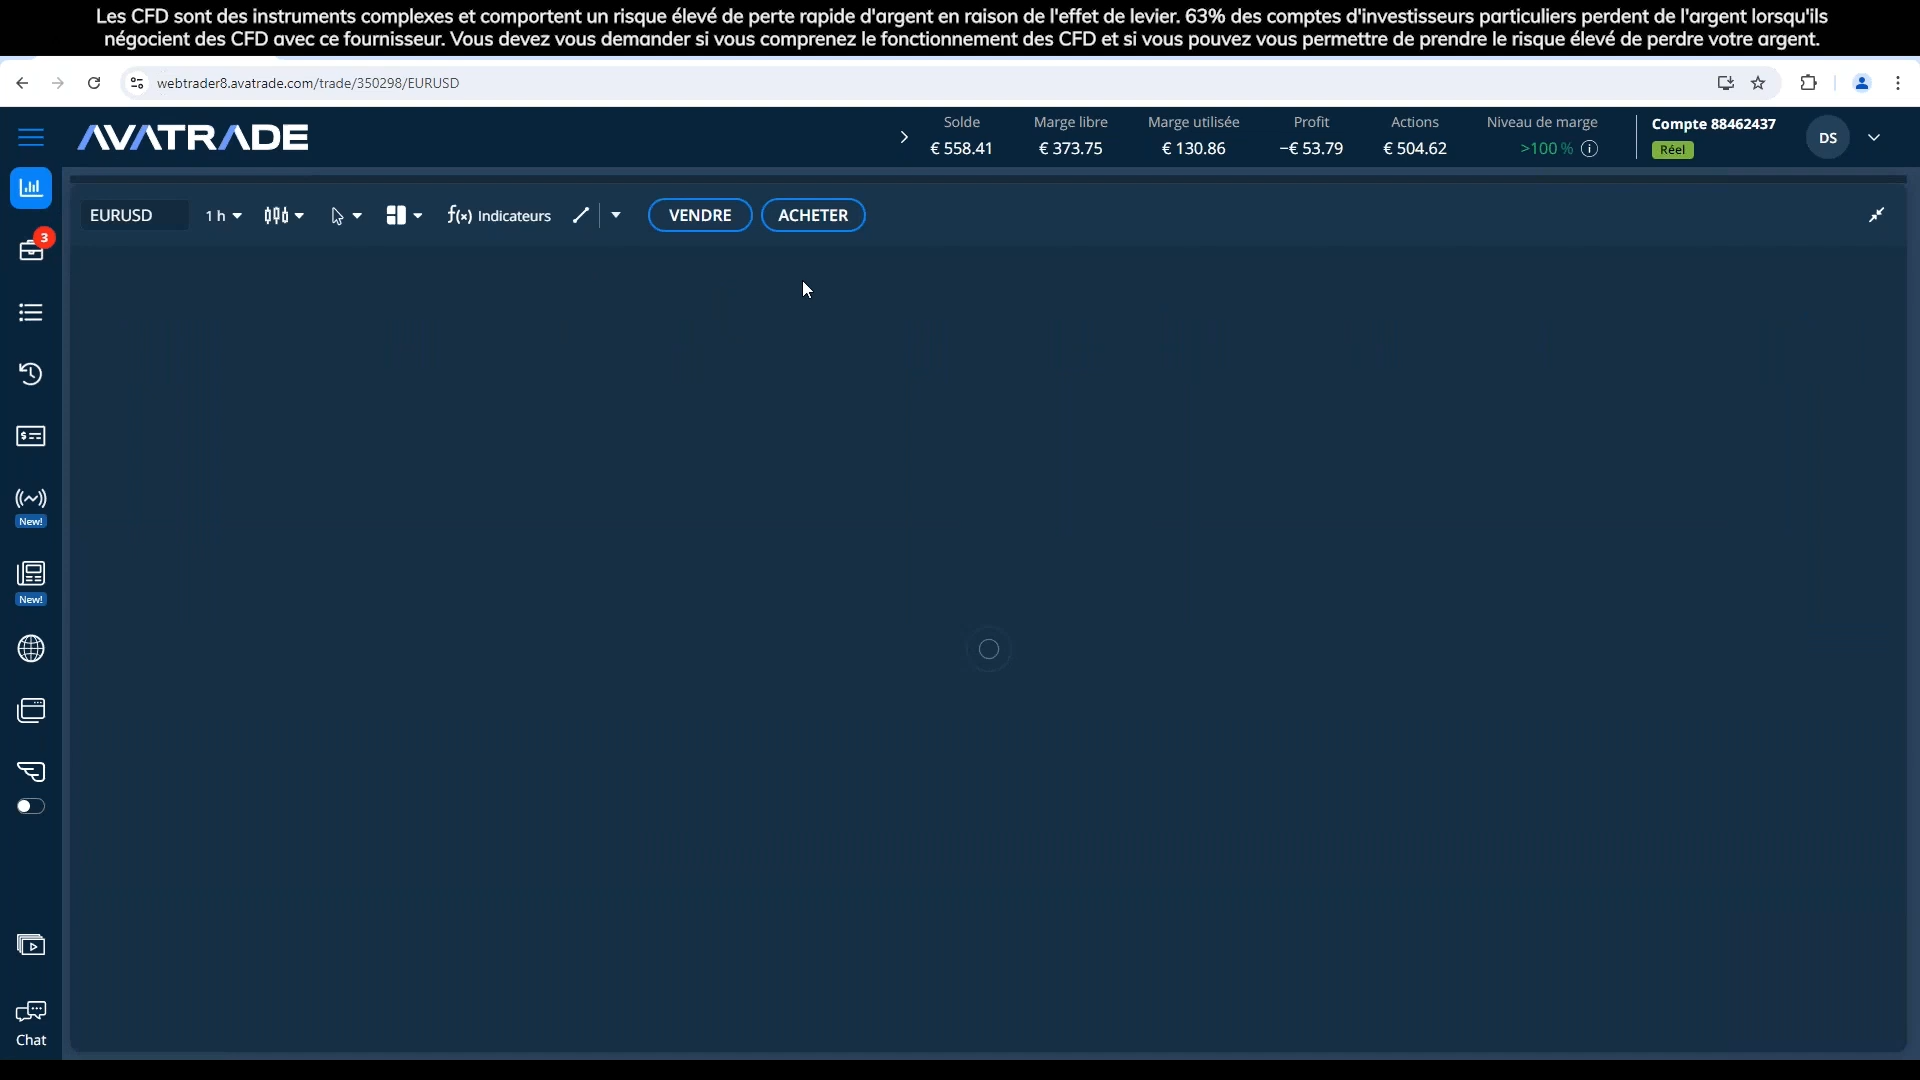 Les CFD sont des instruments complexes et comportent un risque élevé de perte rapide d'argent en raison de l'effet de levier. 63% des comptes d'investisseurs particuliers perdent de l'argent lorsqu'ils
négocient des CFD avec ce fournisseur. Vous devez vous demander si vous comprenez le fonctionnement des CFD et si vous pouvez vous permettre de prendre le risque élevé de perdre votre argent.
webtrader8.avatrade.com/trade/350298/EURUSD
AVATRADE
Solde Marge libre Marge utilisée Profit Actions Niveau de marge
€ 558.41 € 373.75 € 130.86 −€ 53.79 € 504.62 >100 %
Compte 88462437
Réel
DS
EURUSD 1 h f(x) Indicateurs VENDRE ACHETER
3
New!
New!
Chat